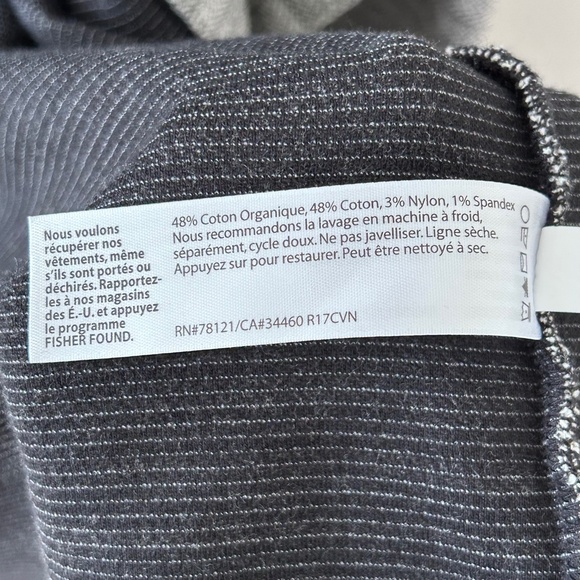 Nous voulons
récupérer nos
vêtements, même
s'ils sont portés ou
déchirés. Rapportez-
les à nos magasins
des É.-U. et appuyez
le programme
FISHER FOUND.
48% Coton Organique, 48% Coton, 3% Nylon, 1% Spandex
Nous recommandons la lavage en machine à froid,
séparément, cycle doux. Ne pas javelliser. Ligne sèche.
Appuyez sur pour restaurer. Peut être nettoyé à sec.
RN#78121/CA#34460 R17CVN